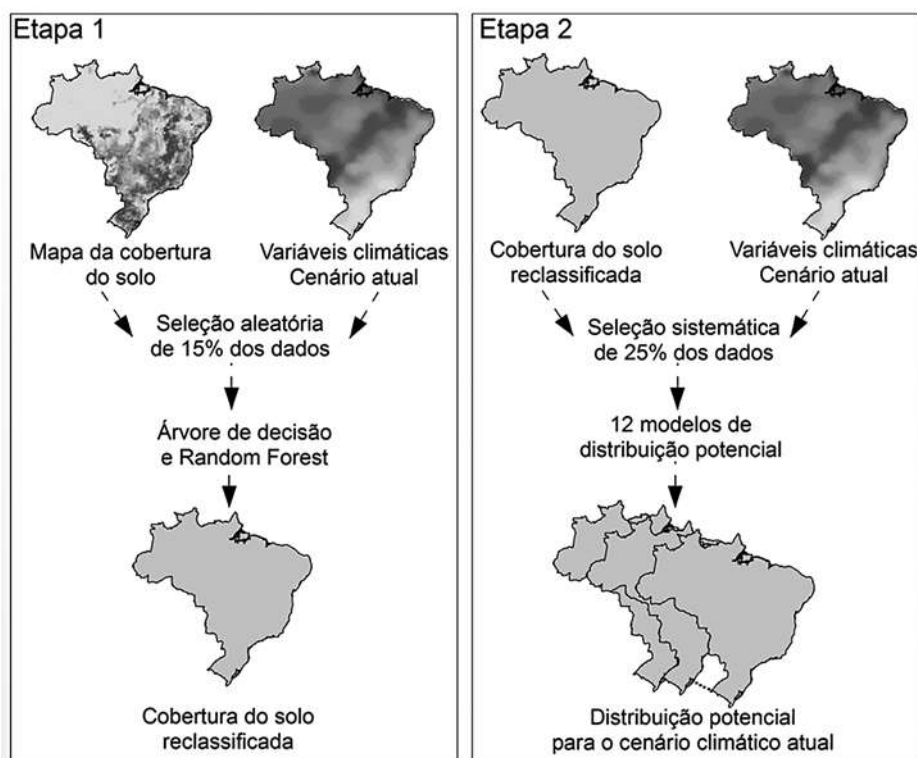 Etapa 1
Mapa da cobertura
do solo
Variáveis climáticas
Cenário atual
Seleção aleatória
de 15% dos dados
Árvore de decisão
e Random Forest
Cobertura do solo
reclassificada
Etapa 2
Cobertura do solo
reclassificada
Variáveis climáticas
Cenário atual
Seleção sistemática
de 25% dos dados
12 modelos de
distribuição potencial
Distribuição potencial
para o cenário climático atual